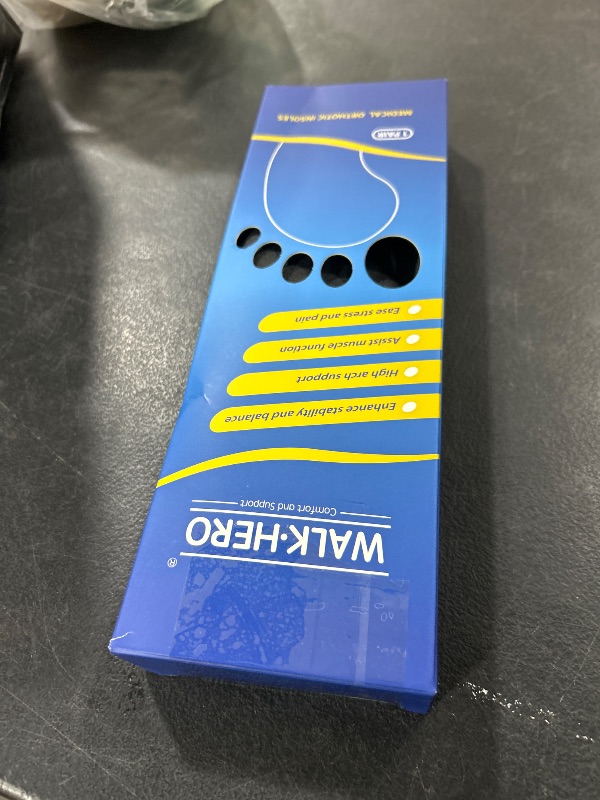 WALK·HERO
®
Comfort and Support
Enhance stability and balance
High arch support
Assist muscle function
Ease stress and pain
1 PAIR
MEDICAL ORTHOTIC INSOLES